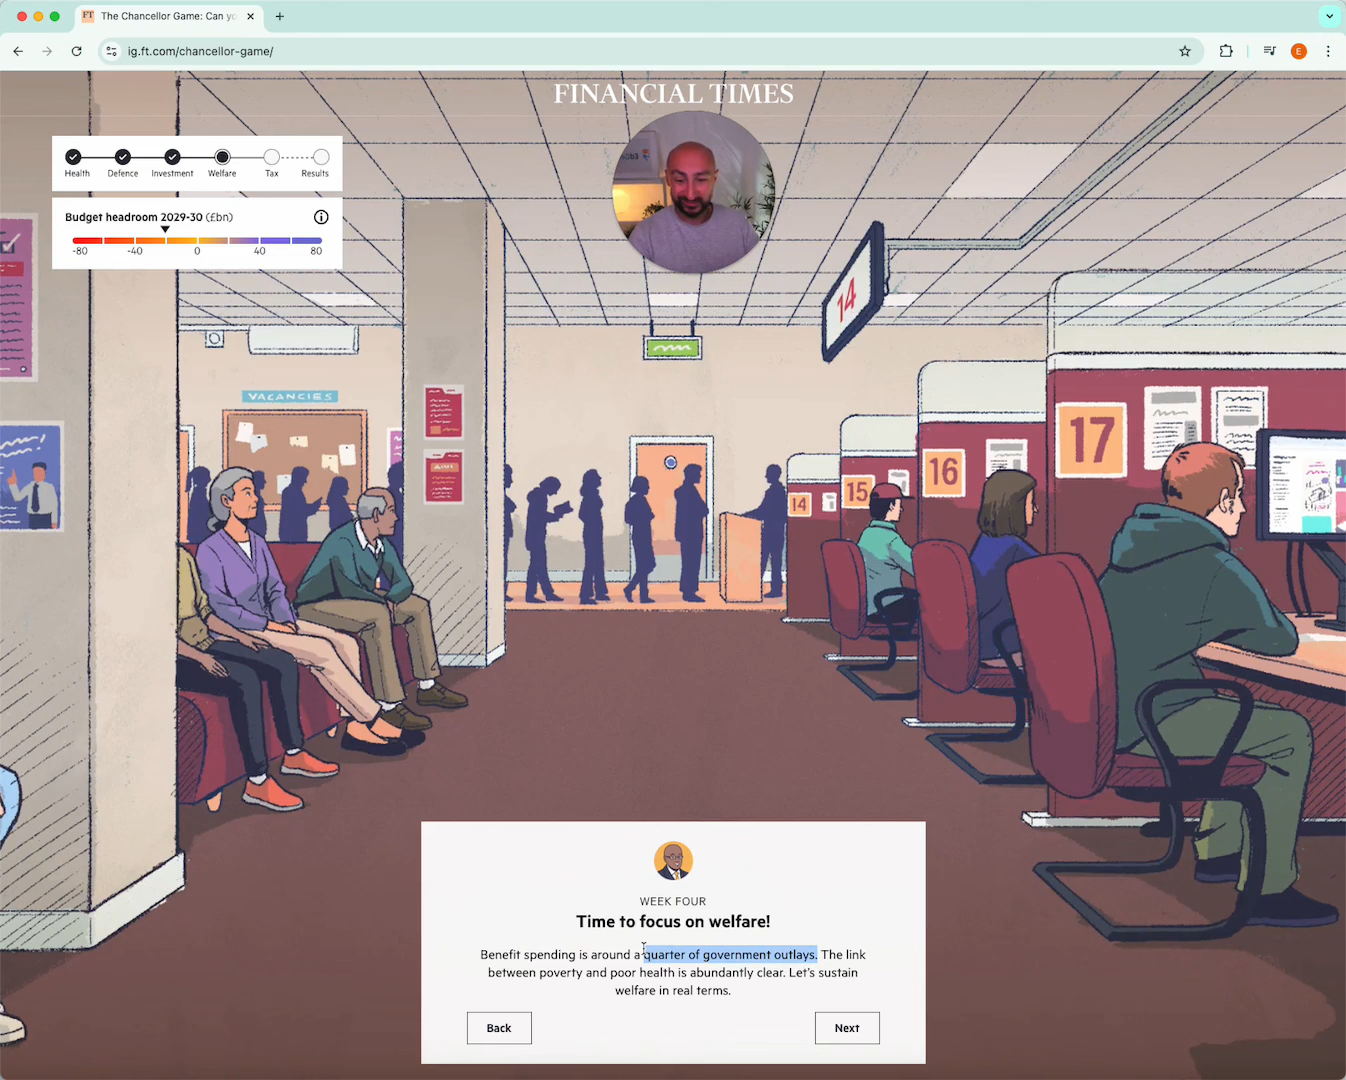 The Chancellor Game: Can yo
ig.ft.com/chancellor-game/
E
FINANCIAL TIMES
Health
Defence
Investment
Welfare
Tax
Results
Budget headroom 2029-30 (£bn)
-80
-40
0
40
80
14
VACANCIES
14
15
16
17
WEEK FOUR
Time to focus on welfare!
Benefit spending is around a quarter of government outlays. The link
between poverty and poor health is abundantly clear. Let's sustain
welfare in real terms.
Back
Next